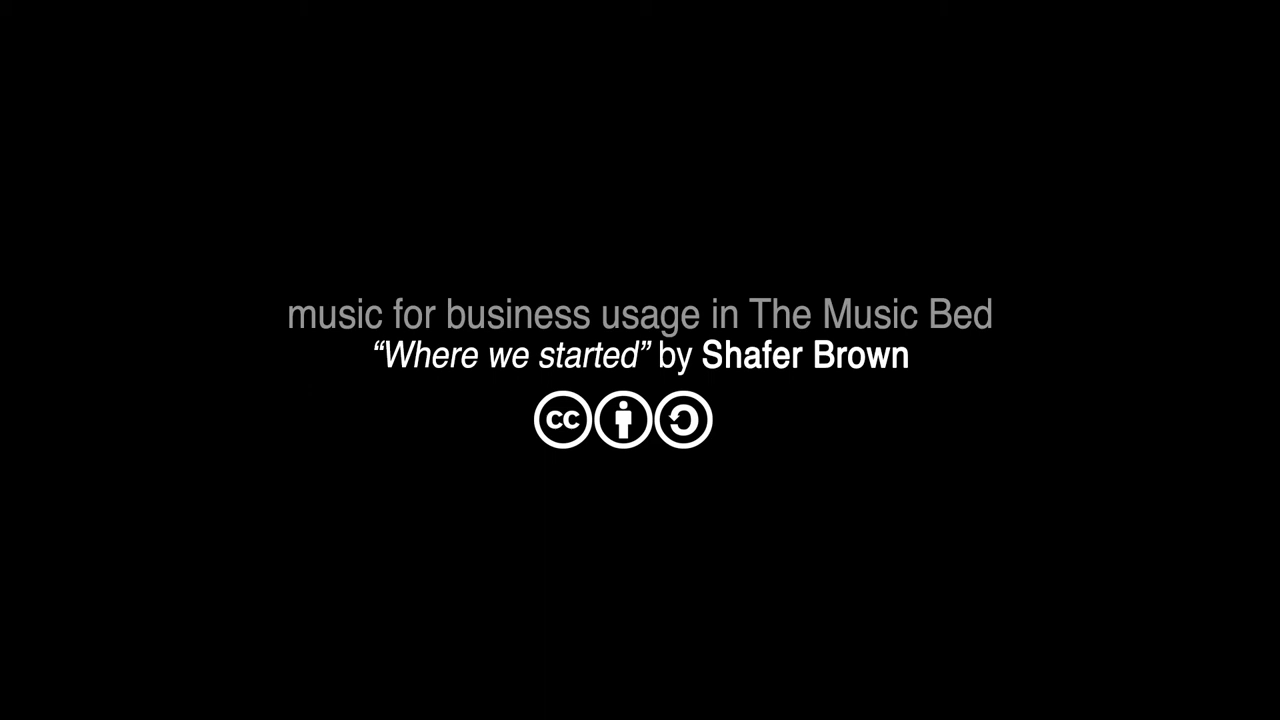 music for business usage in The Music Bed
“Where we started” by Shafer Brown
cc